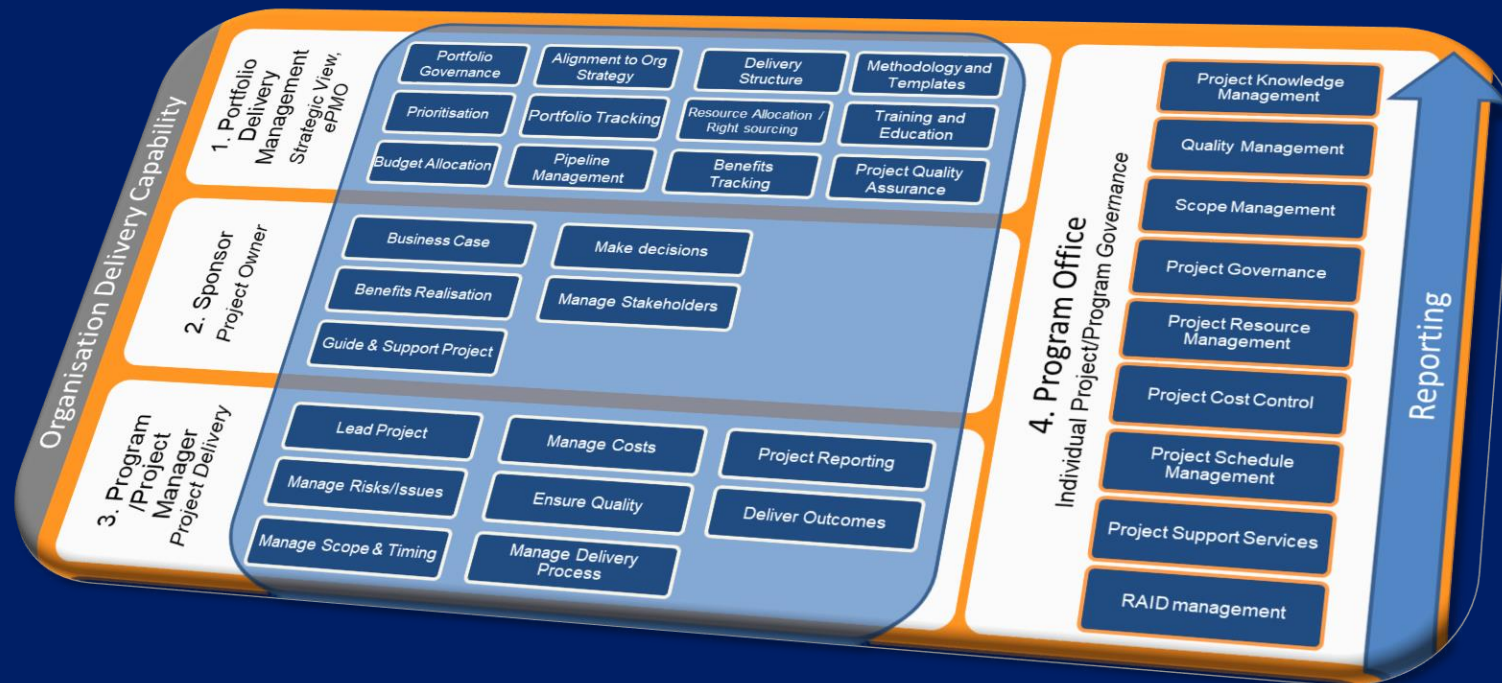 Organisation Delivery Capability
1. Portfolio
Delivery
Management
Strategic View,
ePMO
Portfolio
Governance
Alignment to Org
Strategy
Delivery
Structure
Methodology and
Templates
Prioritisation
Portfolio Tracking
Resource Allocation /
Right sourcing
Training and
Education
Budget Allocation
Pipeline
Management
Benefits
Tracking
Project Quality
Assurance
2. Sponsor
Project Owner
Business Case
Make decisions
Benefits Realisation
Manage Stakeholders
Guide & Support Project
3. Program
/Project
Manager
Project Delivery
Lead Project
Manage Costs
Project Reporting
Manage Risks/Issues
Ensure Quality
Deliver Outcomes
Manage Scope & Timing
Manage Delivery
Process
4. Program Office
Individual Project/Program Governance
Project Knowledge
Management
Quality Management
Scope Management
Project Governance
Project Resource
Management
Project Cost Control
Project Schedule
Management
Project Support Services
RAID management
Reporting